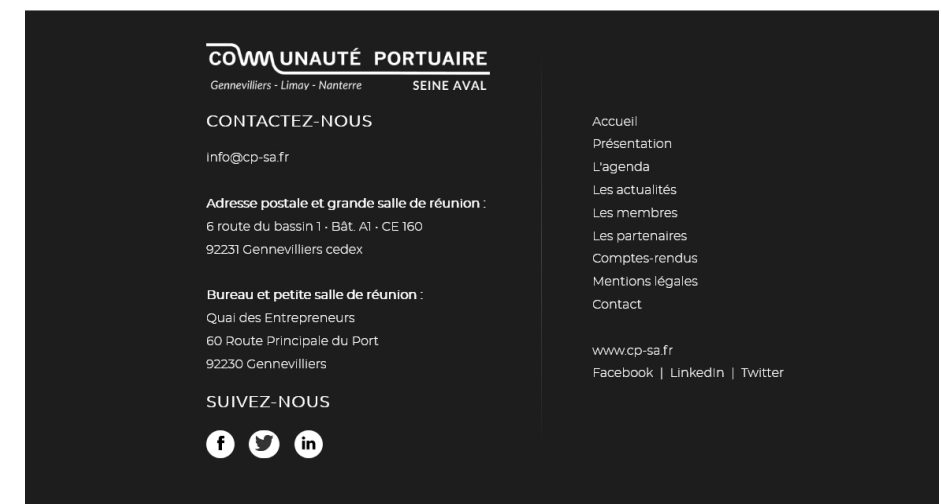 COMMUNAUTÉ PORTUAIRE
Gennevilliers - Limay - Nanterre SEINE AVAL
CONTACTEZ-NOUS
info@cp-sa.fr
Adresse postale et grande salle de réunion :
6 route du bassin 1 • Bât. A1 • CE 160
92231 Gennevilliers cedex
Bureau et petite salle de réunion :
Quai des Entrepreneurs
60 Route Principale du Port
92230 Gennevilliers
SUIVEZ-NOUS
Accueil
Présentation
L'agenda
Les actualités
Les membres
Les partenaires
Comptes-rendus
Mentions légales
Contact
www.cp-sa.fr
Facebook | LinkedIn | Twitter